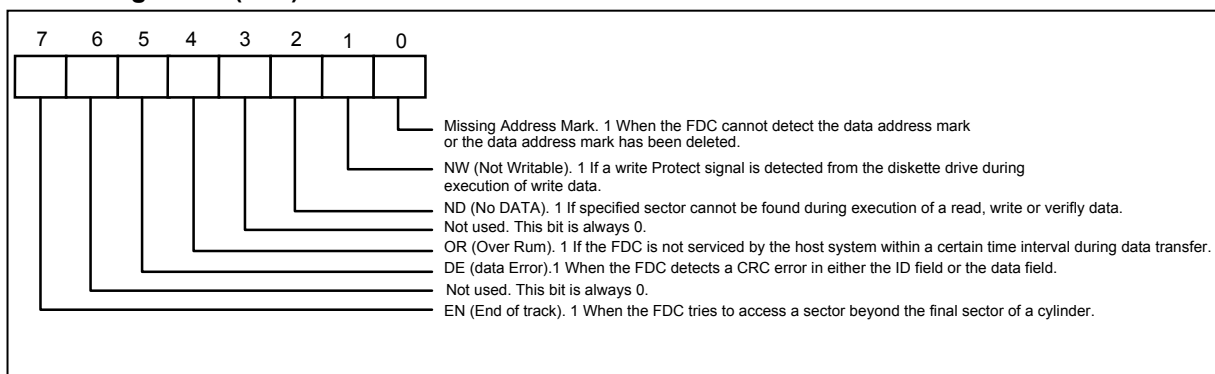 7 6 5 4 3 2 1 0
Missing Address Mark. 1 When the FDC cannot detect the data address mark
or the data address mark has been deleted.
NW (Not Writable). 1 If a write Protect signal is detected from the diskette drive during
execution of write data.
ND (No DATA). 1 If specified sector cannot be found during execution of a read, write or verifly data.
Not used. This bit is always 0.
OR (Over Rum). 1 If the FDC is not serviced by the host system within a certain time interval during data transfer.
DE (data Error).1 When the FDC detects a CRC error in either the ID field or the data field.
Not used. This bit is always 0.
EN (End of track). 1 When the FDC tries to access a sector beyond the final sector of a cylinder.